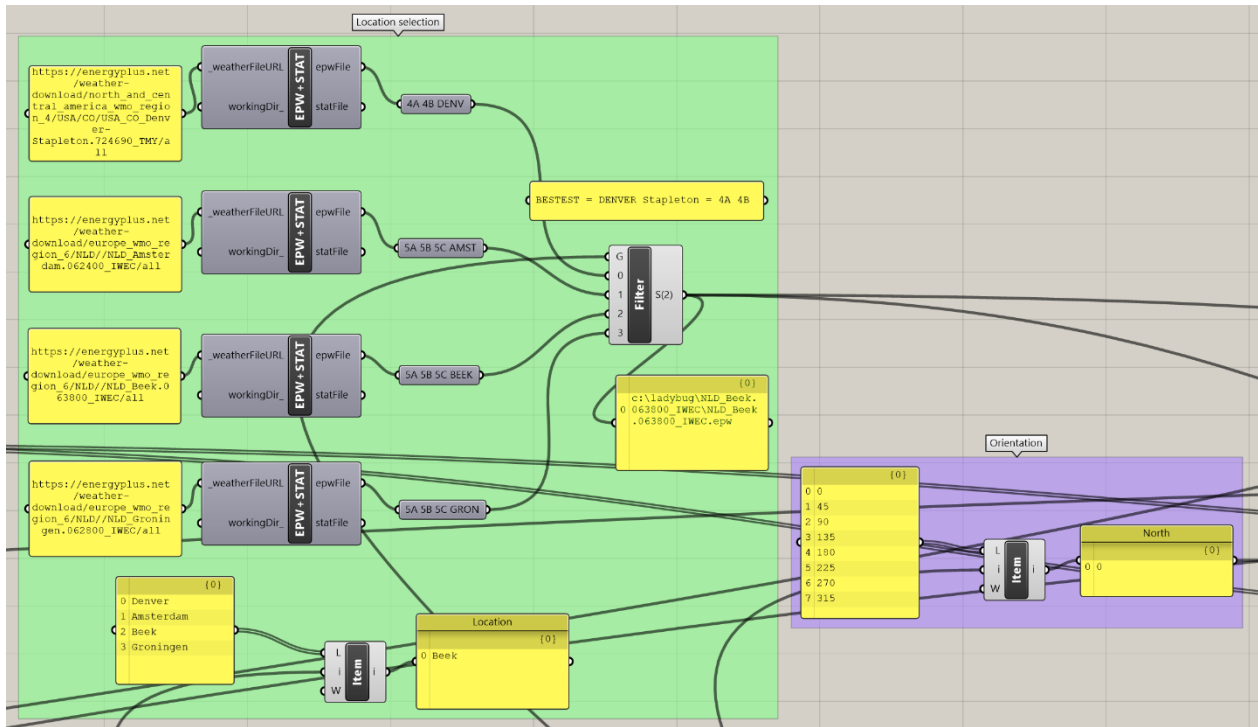 Location selection
https://energyplus.net
/weather-
download/north_and_cen
tral_america_wmo_regio
n_4/USA/CO/USA_CO_Denv
er-
Stapleton.724690_TMY/a
ll
_weatherFileURL
workingDir_
EPW+STAT
epwFile
statFile
4A 4B DENV
BESTEST = DENVER Stapleton = 4A 4B
https://energyplus.net
/weather-
download/europe_wmo_re
gion_6/NLD//NLD_Amster
dam.062400_IWEC/all
_weatherFileURL
workingDir_
EPW+STAT
epwFile
statFile
5A 5B 5C AMST
G
0
1
2
3
Filter
S(2)
https://energyplus.net
/weather-
download/europe_wmo_re
gion_6/NLD//NLD_Beek.0
63800_IWEC/all
_weatherFileURL
workingDir_
EPW+STAT
epwFile
statFile
5A 5B 5C BEEK
{0}
c:\ladybug\NLD_Beek.
0 063800_IWEC\NLD_Beek
.063800_IWEC.epw
https://energyplus.net
/weather-
download/europe_wmo_re
gion_6/NLD//NLD_Gronin
gen.062800_IWEC/all
_weatherFileURL
workingDir_
EPW+STAT
epwFile
statFile
5A 5B 5C GRON
Orientation
{0}
0 0
1 45
2 90
3 135
4 180
5 225
6 270
7 315
L
i
W
Item
i
North
{0}
0 0
{0}
0 Denver
1 Amsterdam
2 Beek
3 Groningen
L
i
W
Item
i
Location
{0}
0 Beek